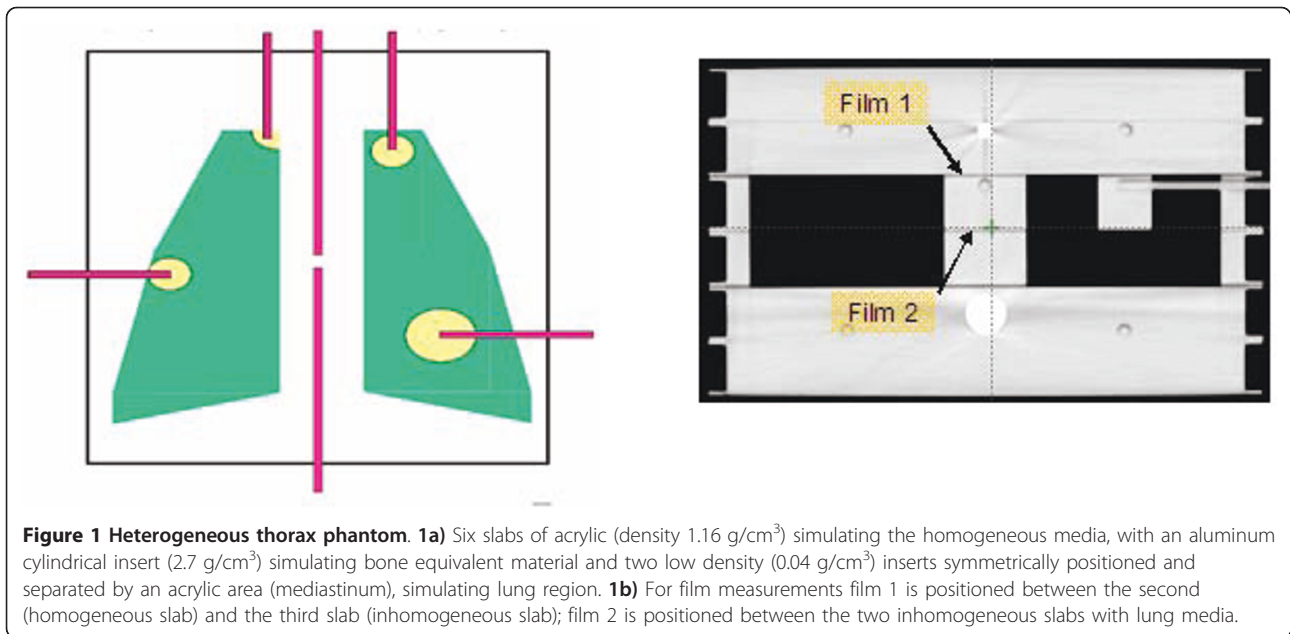 Film 1
Film 2
Figure 1 Heterogeneous thorax phantom. 1a) Six slabs of acrylic (density 1.16 g/cm³) simulating the homogeneous media, with an aluminum
cylindrical insert (2.7 g/cm³) simulating bone equivalent material and two low density (0.04 g/cm³) inserts symmetrically positioned and
separated by an acrylic area (mediastinum), simulating lung region. 1b) For film measurements film 1 is positioned between the second
(homogeneous slab) and the third slab (inhomogeneous slab); film 2 is positioned between the two inhomogeneous slabs with lung media.